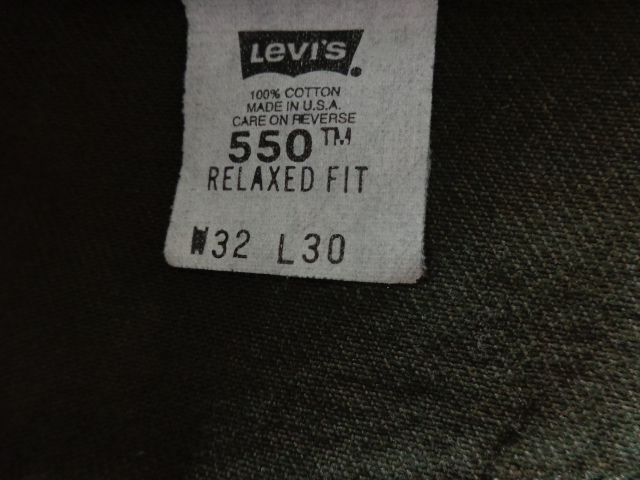 Levi's
100% COTTON
MADE IN U.S.A.
CARE ON REVERSE
550™
RELAXED FIT
W32 L30